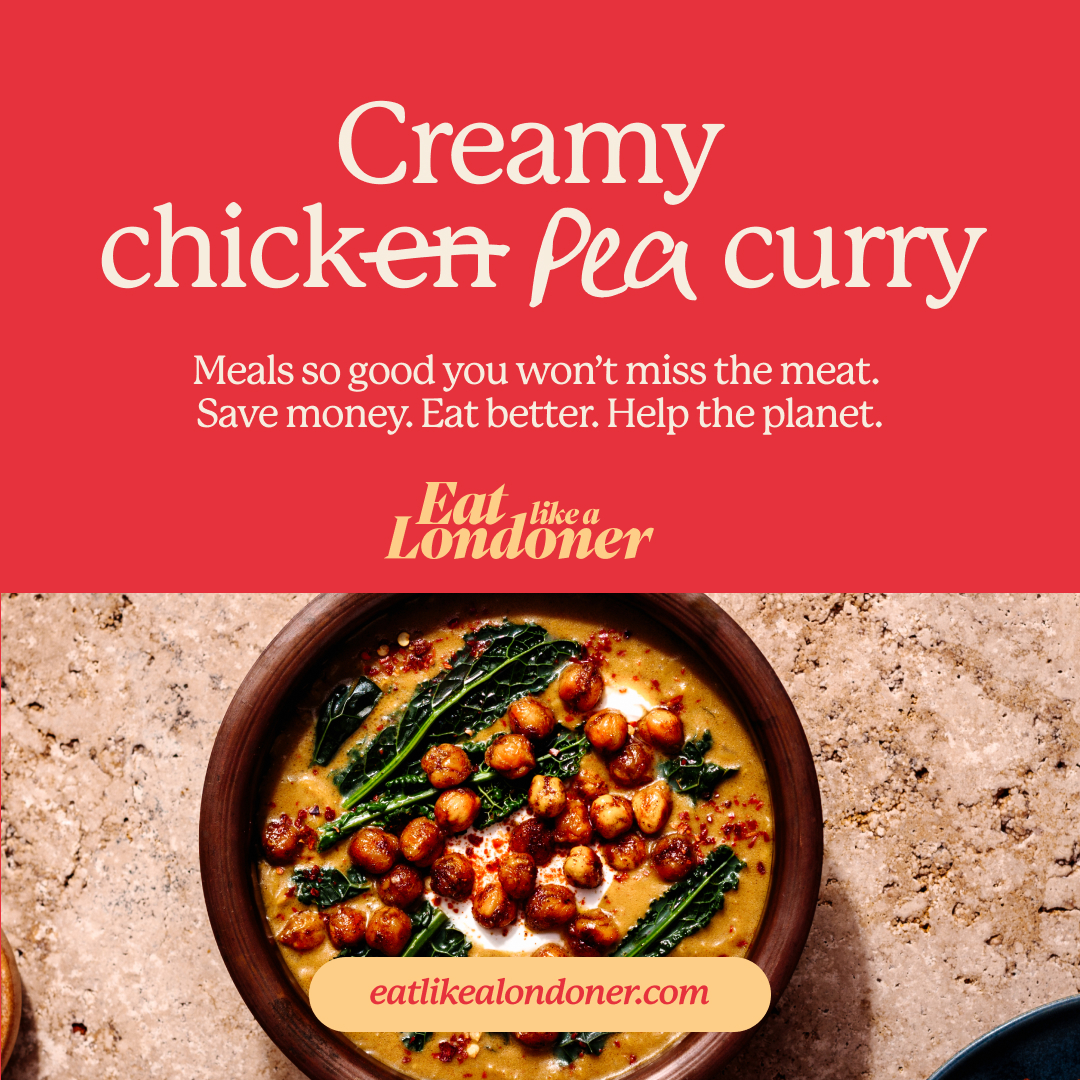 Creamy
chicken pea curry
Meals so good you won't miss the meat.
Save money. Eat better. Help the planet.
Eat like a
Londoner
eatlikealondoner.com